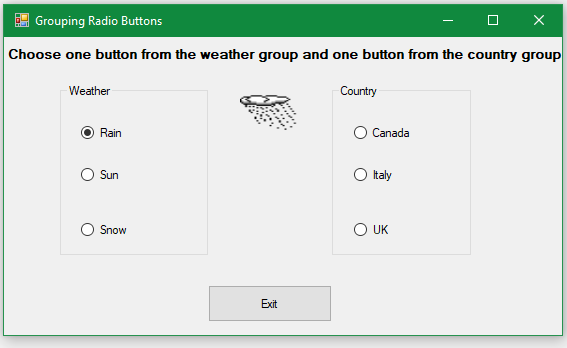 Grouping Radio Buttons
Choose one button from the weather group and one button from the country group
Weather
Rain
Sun
Snow
Country
Canada
Italy
UK
Exit